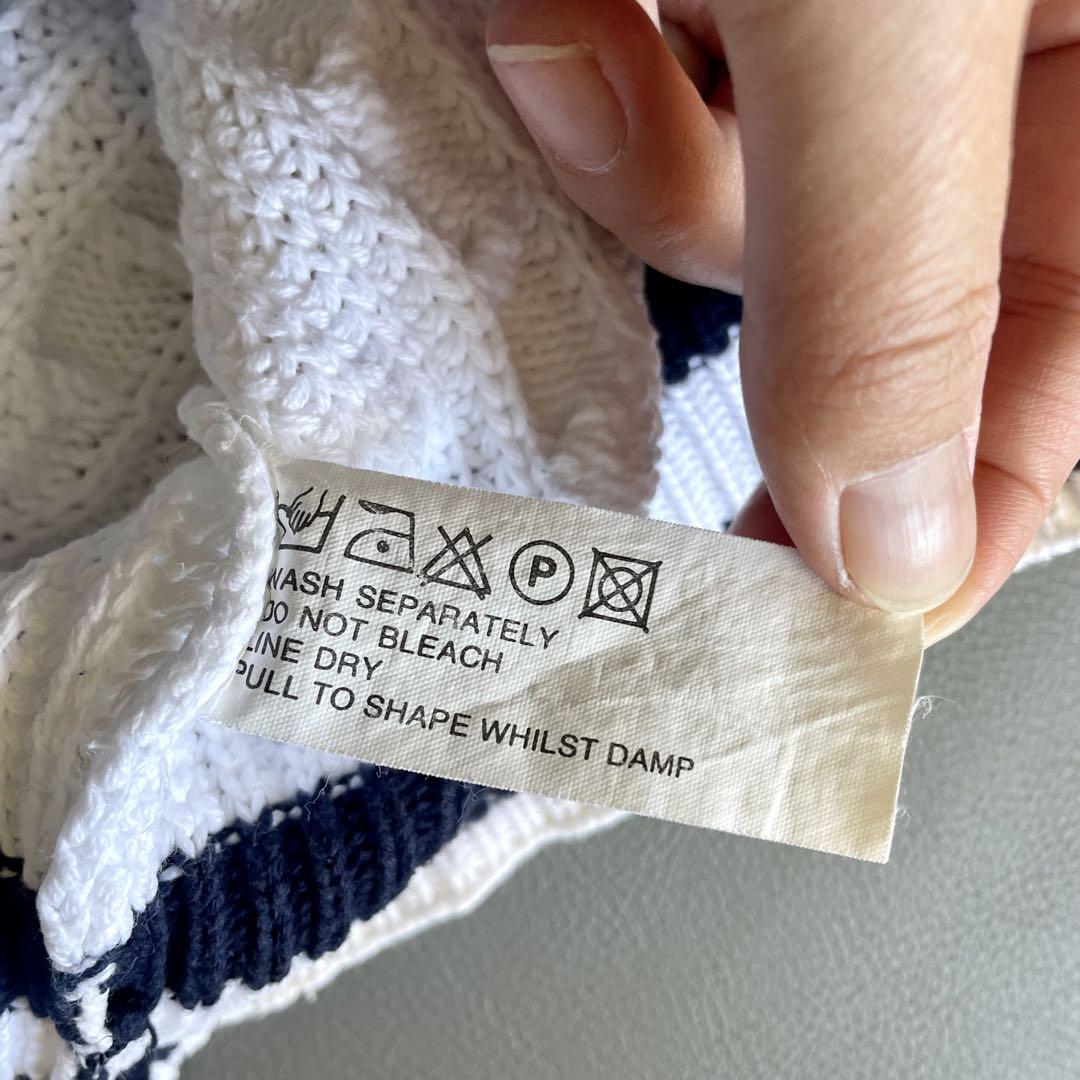 P
WASH SEPARATELY
DO NOT BLEACH
LINE DRY
PULL TO SHAPE WHILST DAMP